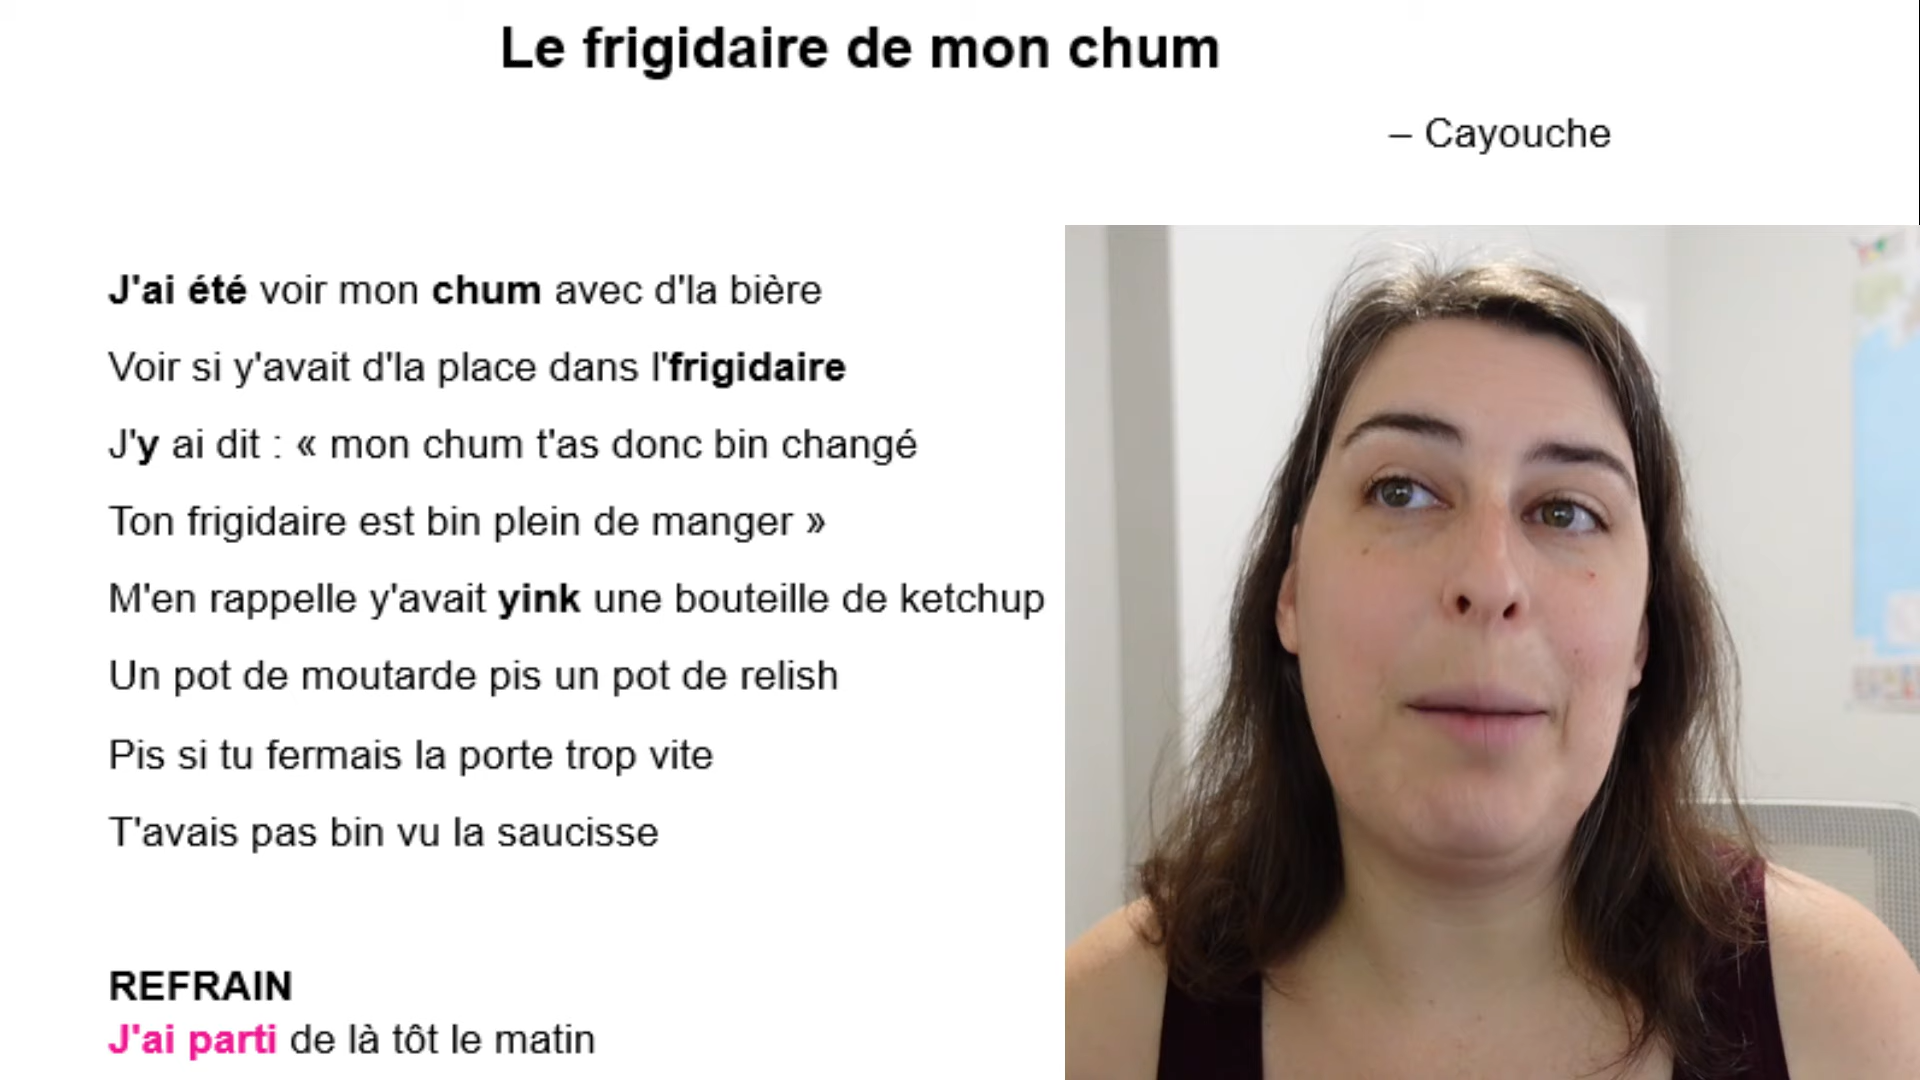 Le frigidaire de mon chum
– Cayouche
J'ai été voir mon chum avec d'la bière
Voir si y'avait d'la place dans l'frigidaire
J'y ai dit : « mon chum t'as donc bin changé
Ton frigidaire est bin plein de manger »
M'en rappelle y'avait yink une bouteille de ketchup
Un pot de moutarde pis un pot de relish
Pis si tu fermais la porte trop vite
T'avais pas bin vu la saucisse
REFRAIN
J'ai parti de là tôt le matin